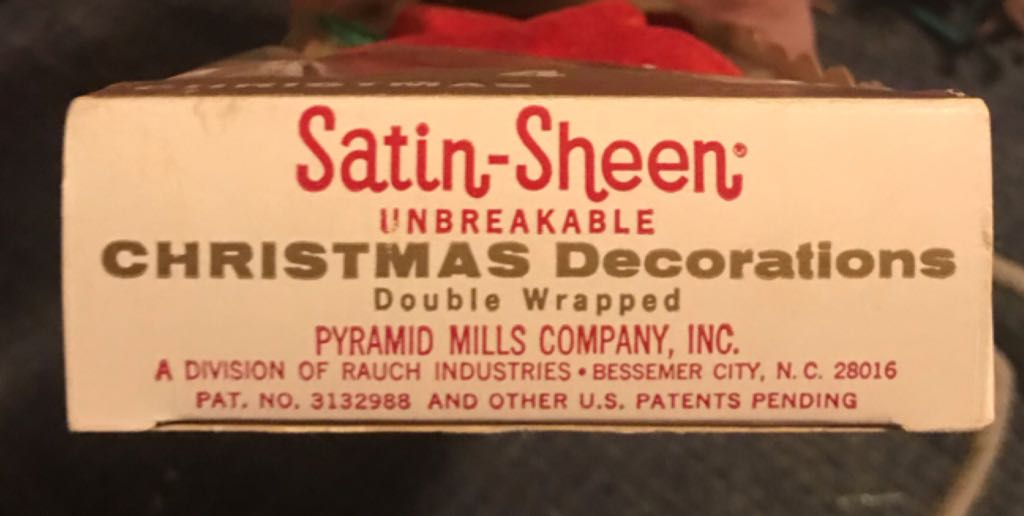 CHRISTMAS
Satin-Sheen®
UNBREAKABLE
CHRISTMAS Decorations
Double Wrapped
PYRAMID MILLS COMPANY, INC.
A DIVISION OF RAUCH INDUSTRIES • BESSEMER CITY, N. C. 28016
PAT. NO. 3132988 AND OTHER U.S. PATENTS PENDING